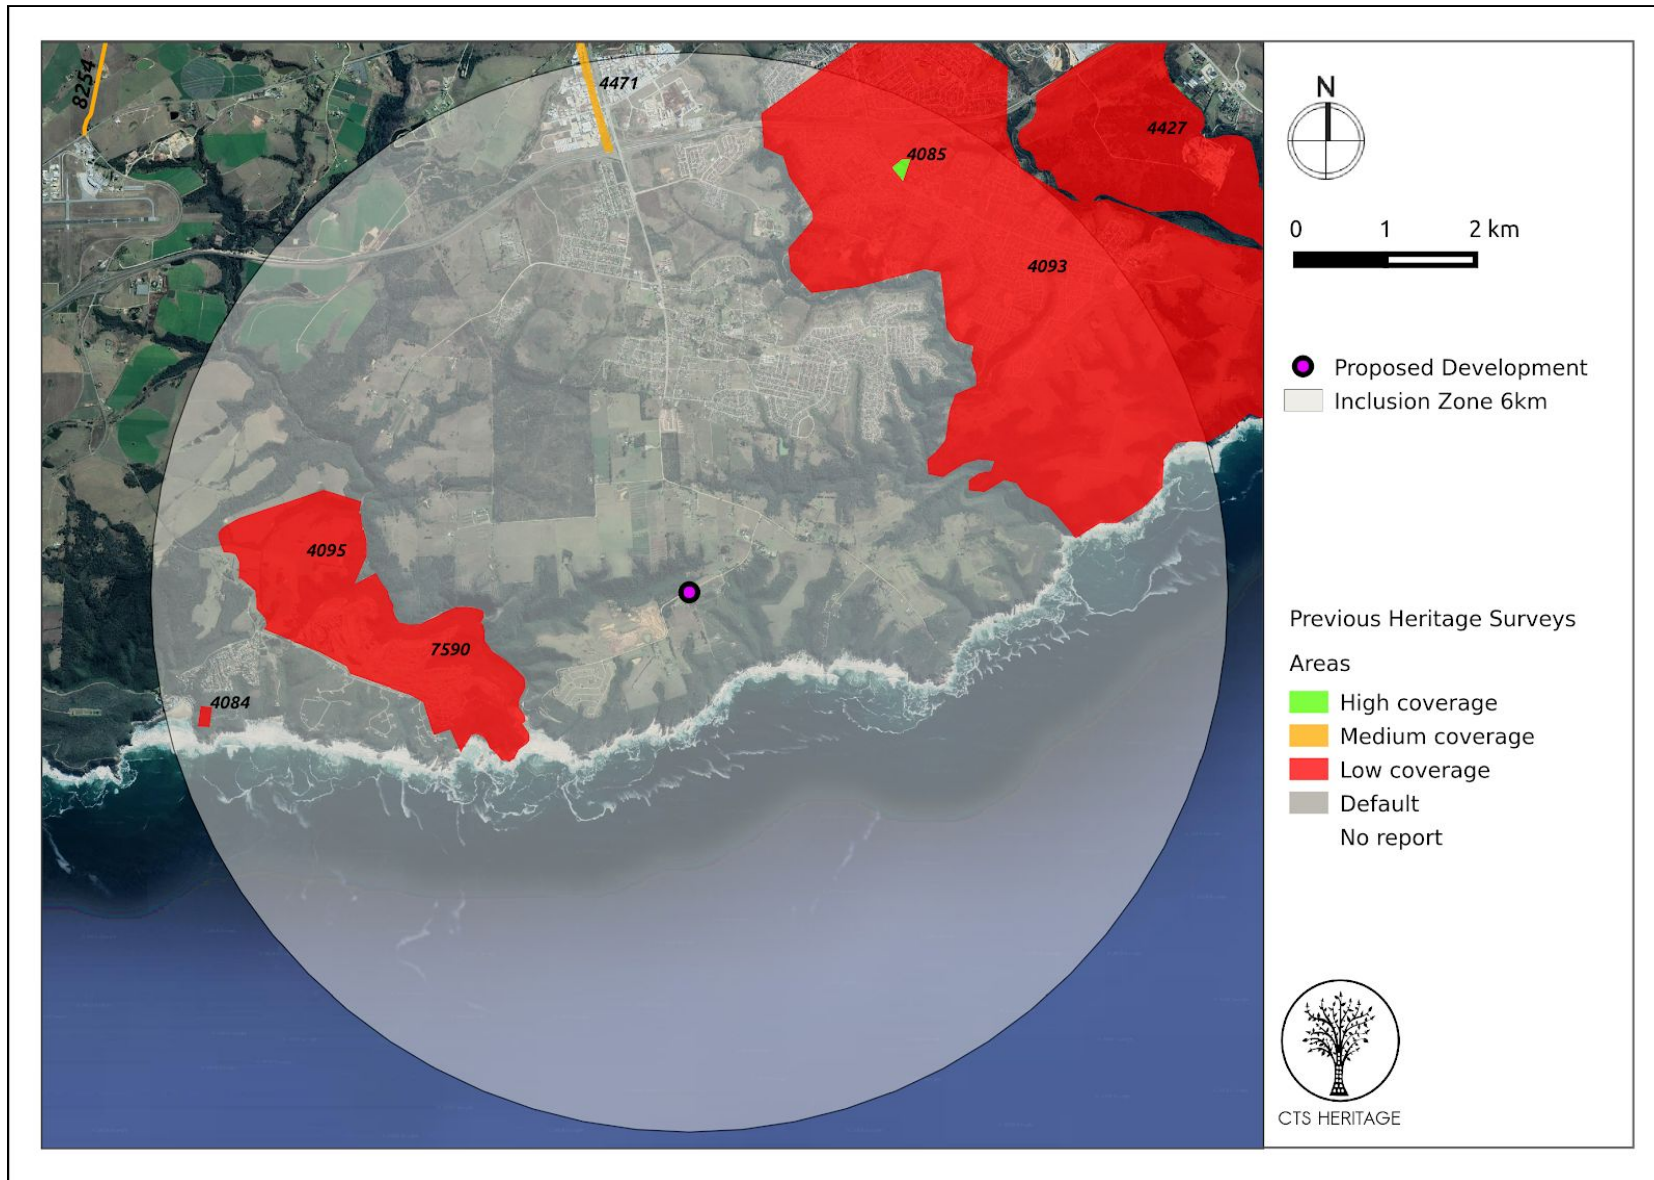 8254
4471
4085
4427
4093
4095
7590
4084
N
0 1 2 km
Proposed Development
Inclusion Zone 6km
Previous Heritage Surveys
Areas
High coverage
Medium coverage
Low coverage
Default
No report
CTS HERITAGE